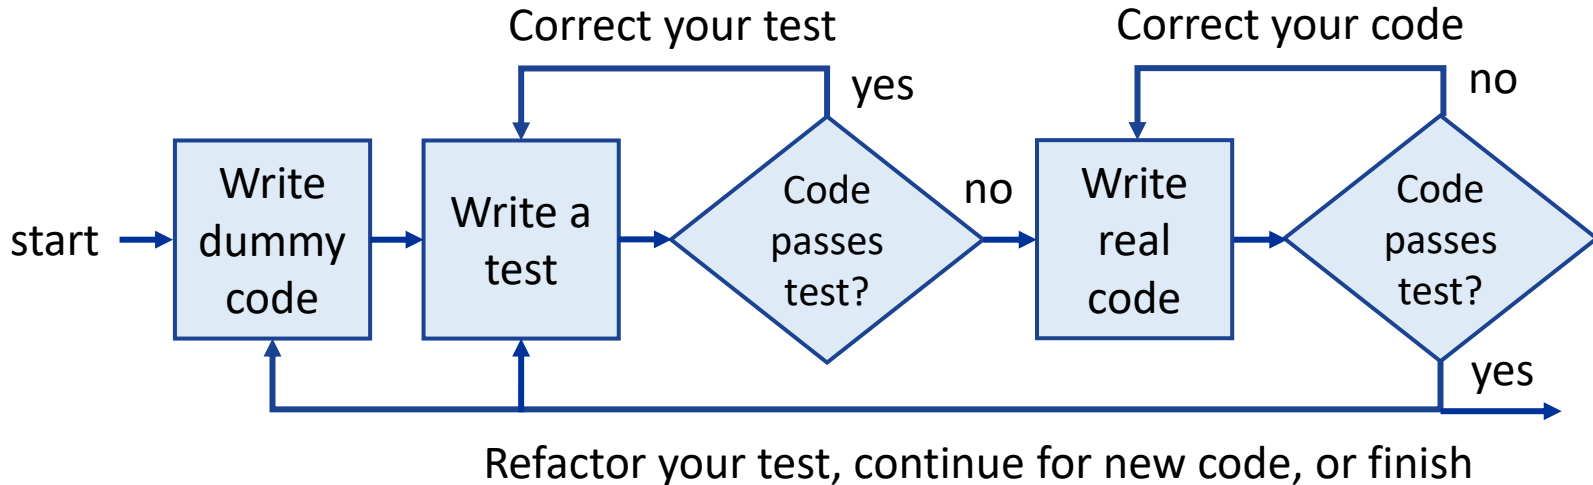 Correct your test
Correct your code
yes
no
start
Write
dummy
code
Write a
test
Code
passes
test?
no
Write
real
code
Code
passes
test?
yes
Refactor your test, continue for new code, or finish